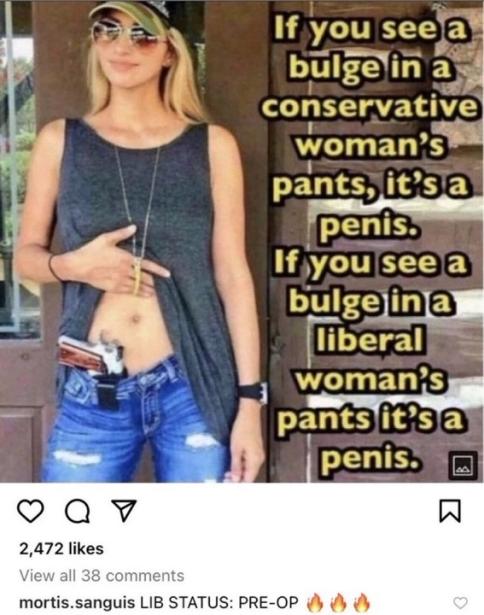 If you see a
bulge in a
conservative
woman's
pants, it's a
penis.
If you see a
bulge in a
liberal
woman's
pants it's a
penis.
2,472 likes
View all 38 comments
mortis.sanguis LIB STATUS: PRE-OP 🔥🔥🔥